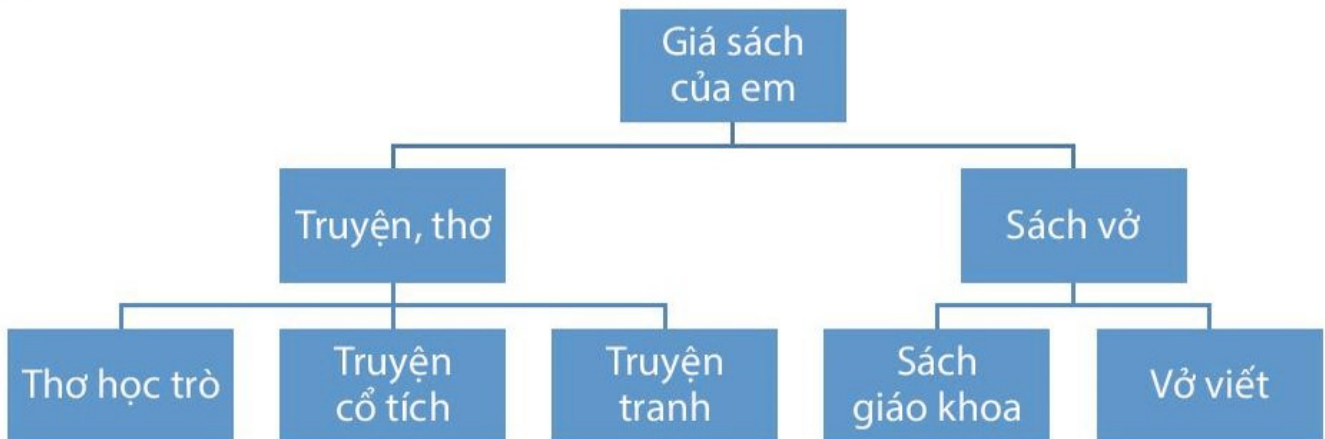 Giá sách
của em
Truyện, thơ
Sách vở
Thơ học trò
Truyện
cổ tích
Truyện
tranh
Sách
giáo khoa
Vở viết